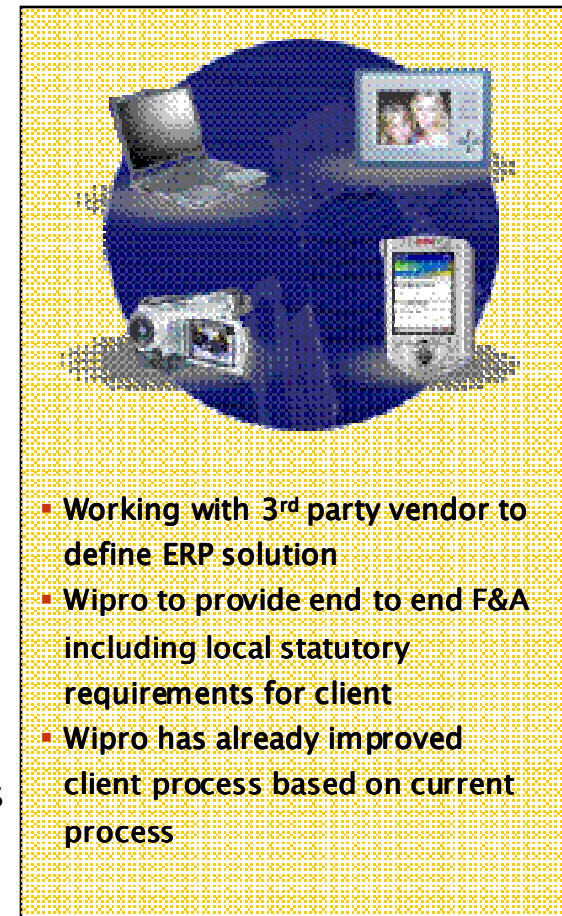 ▪ Working with 3rd party vendor to
define ERP solution
▪ Wipro to provide end to end F&A
including local statutory
requirements for client
▪ Wipro has already improved
client process based on current
process